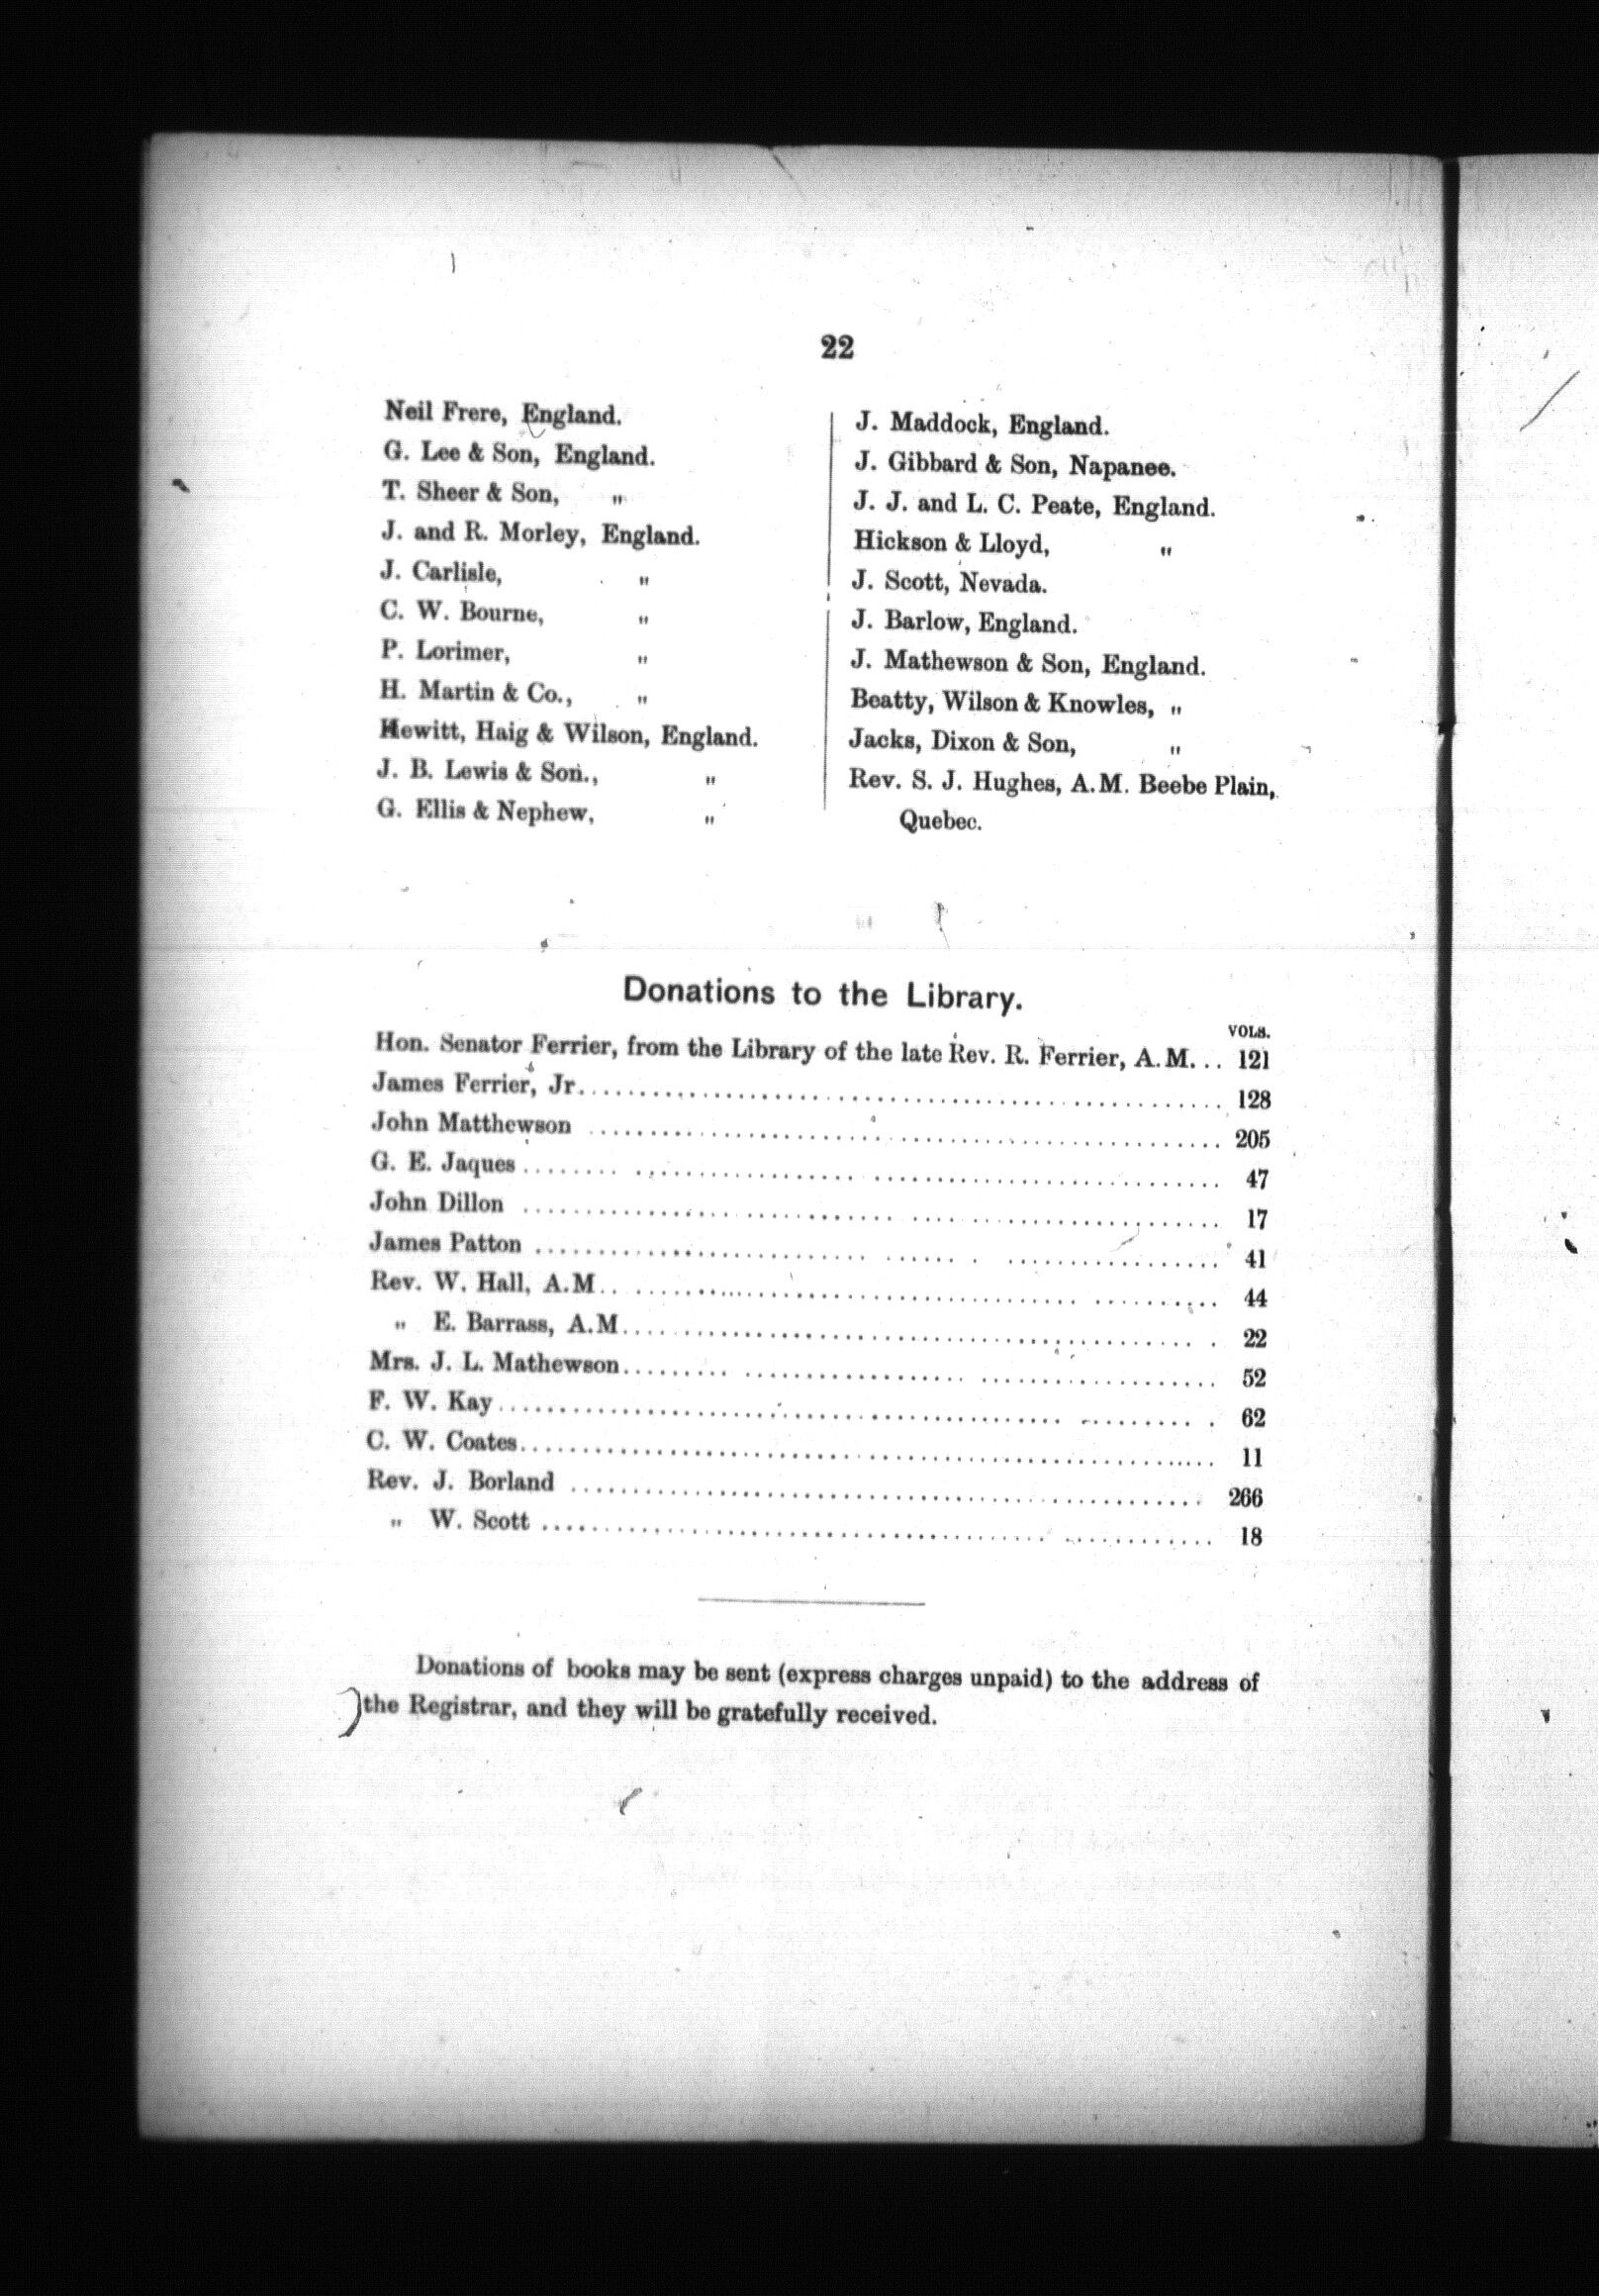 22
Neil Frere, England.
G. Lee & Son, England.
T. Sheer & Son, "
J. and R. Morley, England.
J. Carlisle, "
C. W. Bourne, "
P. Lorimer, "
H. Martin & Co., "
Hewitt, Haig & Wilson, England.
J. B. Lewis & Son., "
G. Ellis & Nephew, "
J. Maddock, England.
J. Gibbard & Son, Napanee.
J. J. and L. C. Peate, England.
Hickson & Lloyd, "
J. Scott, Nevada.
J. Barlow, England.
J. Mathewson & Son, England.
Beatty, Wilson & Knowles, "
Jacks, Dixon & Son, "
Rev. S. J. Hughes, A.M. Beebe Plain,
Quebec.
Donations to the Library.
VOLS.
Hon. Senator Ferrier, from the Library of the late Rev. R. Ferrier, A.M... 121
James Ferrier, Jr. 128
John Matthewson 205
G. E. Jaques 47
John Dillon 17
James Patton 41
Rev. W. Hall, A.M 44
" E. Barrass, A.M 22
Mrs. J. L. Mathewson 52
F. W. Kay 62
C. W. Coates 11
Rev. J. Borland 266
" W. Scott 18
Donations of books may be sent (express charges unpaid) to the address of
the Registrar, and they will be gratefully received.